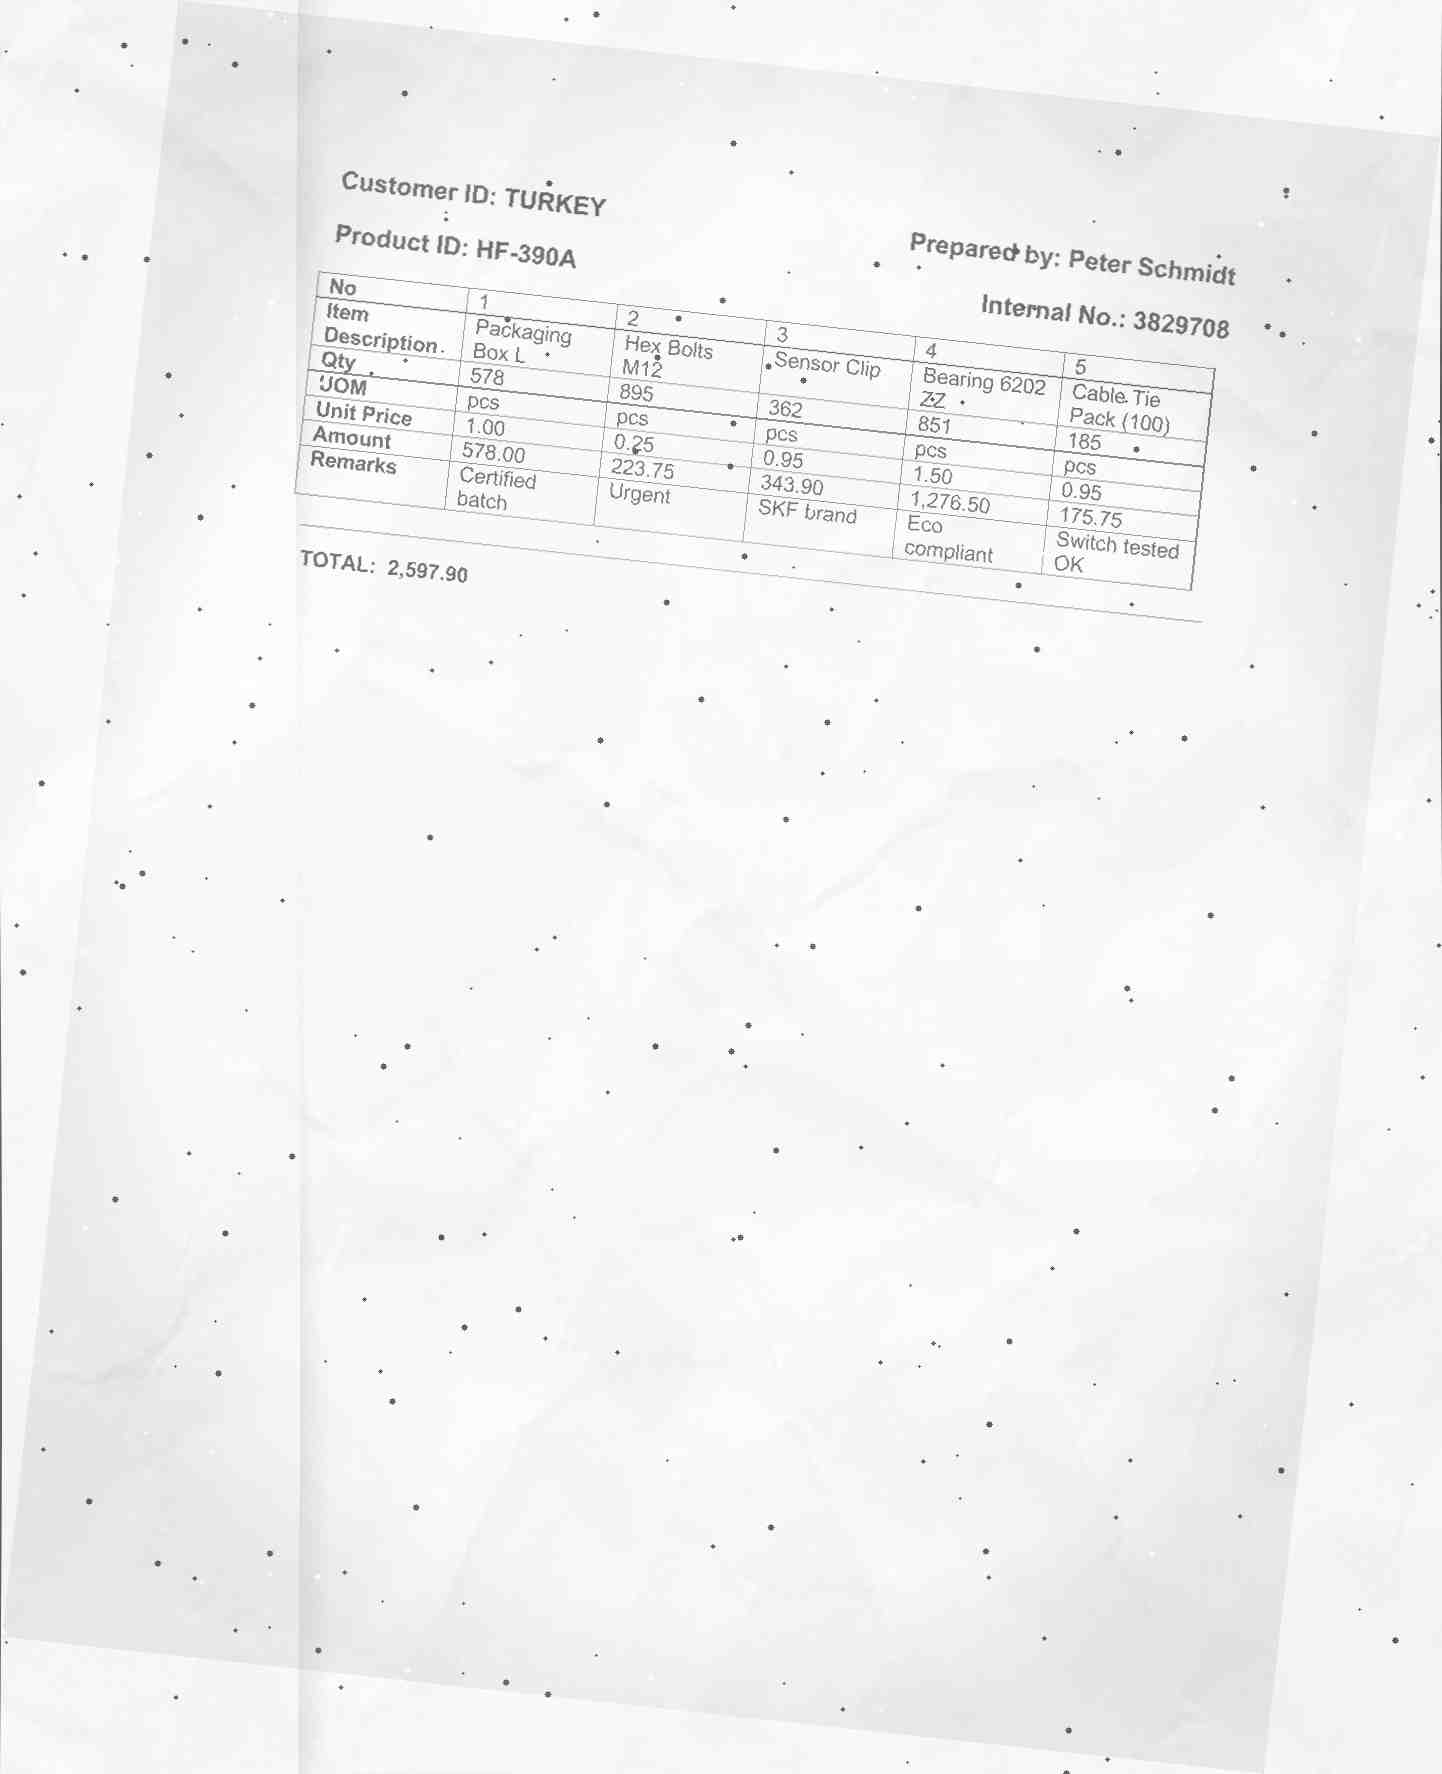 Customer ID: TURKEY
Prepared by: Peter Schmidt
Product ID: HF-390A
Internal No.: 3829708
No 1 2 3 4 5
Item Description Packaging Box L Hex Bolts M12 Sensor Clip Bearing 6202 ZZ Cable Tie Pack (100)
Qty 578 895 362 851 185
UOM pcs pcs pcs pcs pcs
Unit Price 1.00 0.25 0.95 1.50 0.95
Amount 578.00 223.75 343.90 1,276.50 175.75
Remarks Certified batch Urgent SKF brand Eco compliant Switch tested OK
TOTAL: 2,597.90